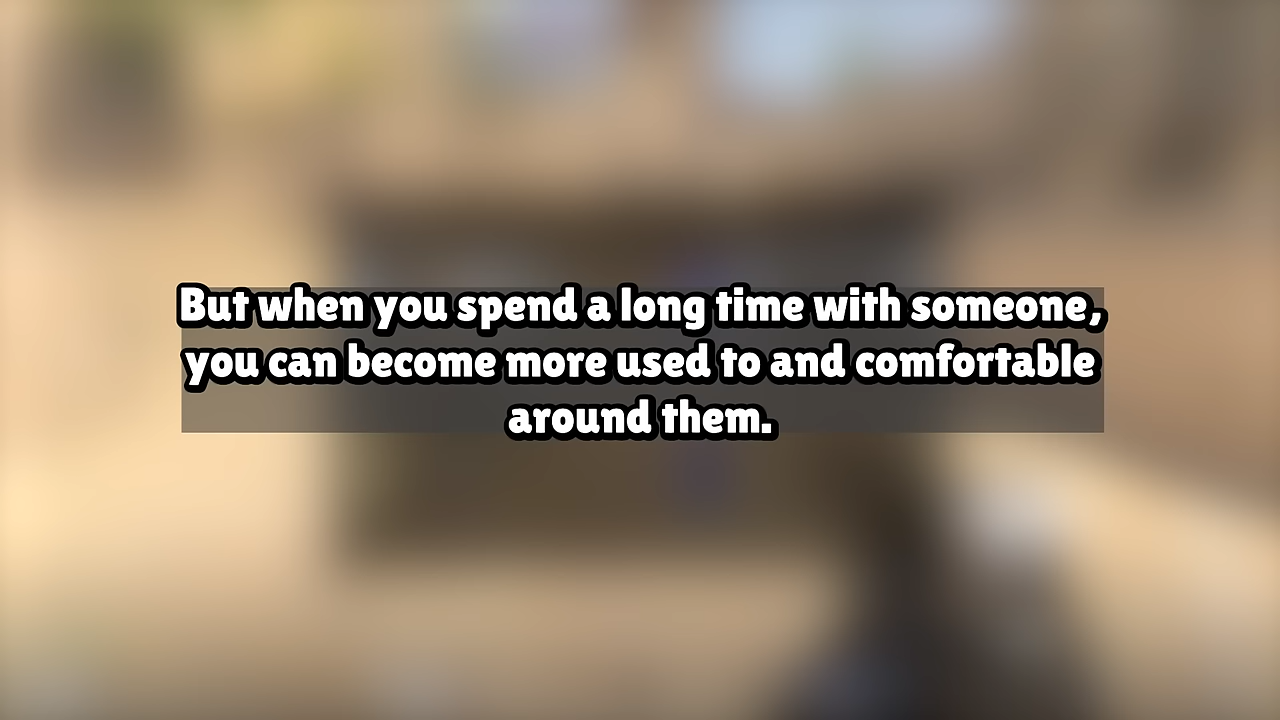 But when you spend a long time with someone,
you can become more used to and comfortable
around them.